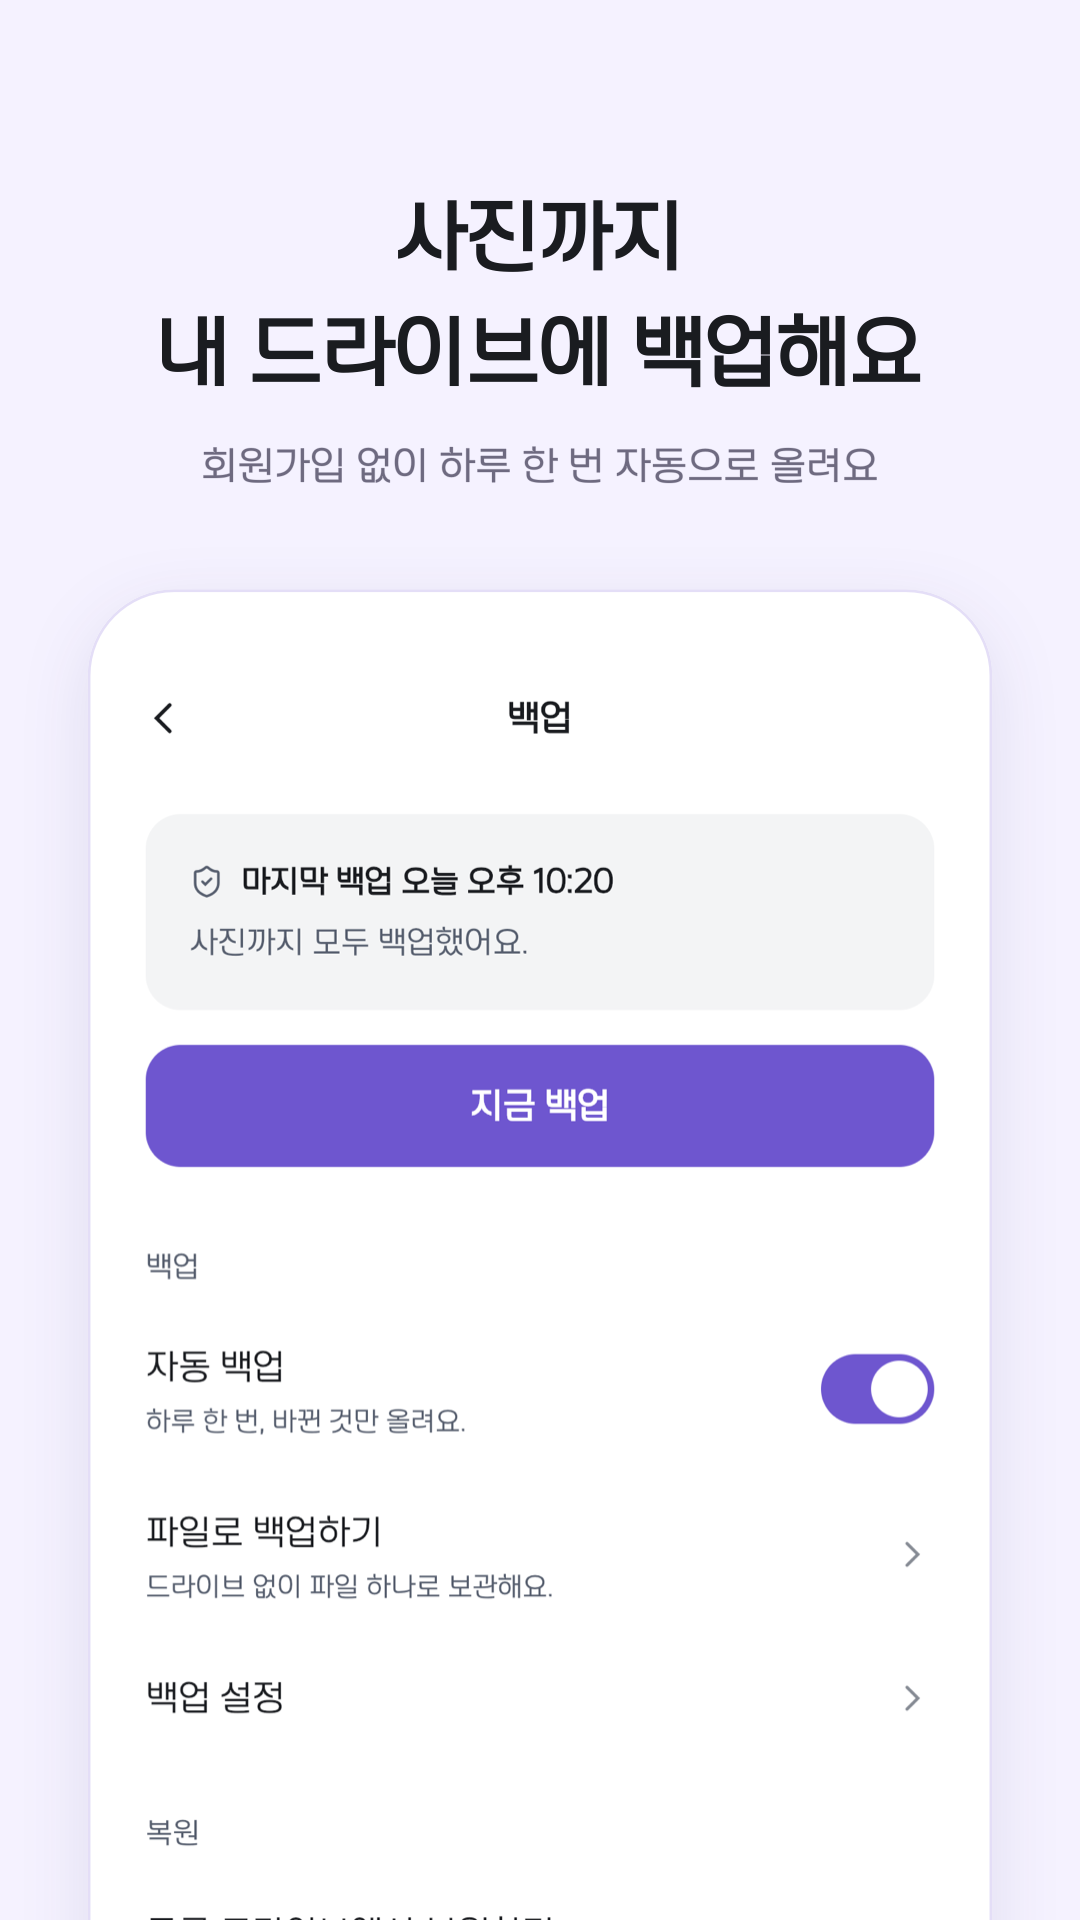 사진까지
내 드라이브에 백업해요
회원가입 없이 하루 한 번 자동으로 올려요
백업
마지막 백업 오늘 오후 10:20
사진까지 모두 백업했어요.
지금 백업
백업
자동 백업
하루 한 번, 바뀐 것만 올려요.
파일로 백업하기
드라이브 없이 파일 하나로 보관해요.
백업 설정
복원